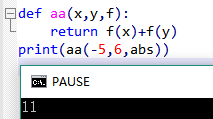 def aa(x,y,f):
    return f(x)+f(y)
print(aa(-5,6,abs))
C:\. PAUSE
11